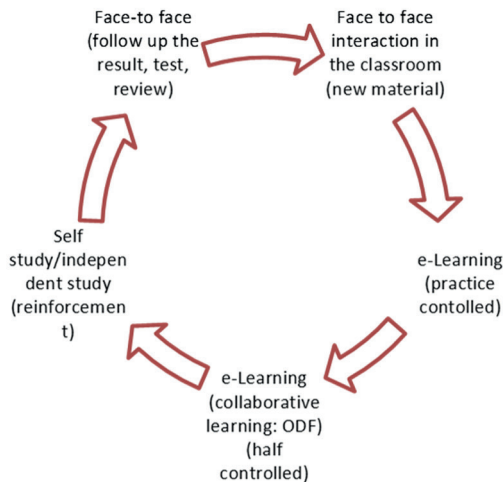 Face-to face
(follow up the
result, test,
review)
Face to face
interaction in
the classroom
(new material)
e-Learning
(practice
contolled)
e-Learning
(collaborative
learning: ODF)
(half
controlled)
Self
study/indepen
dent study
(reinforcemen
t)